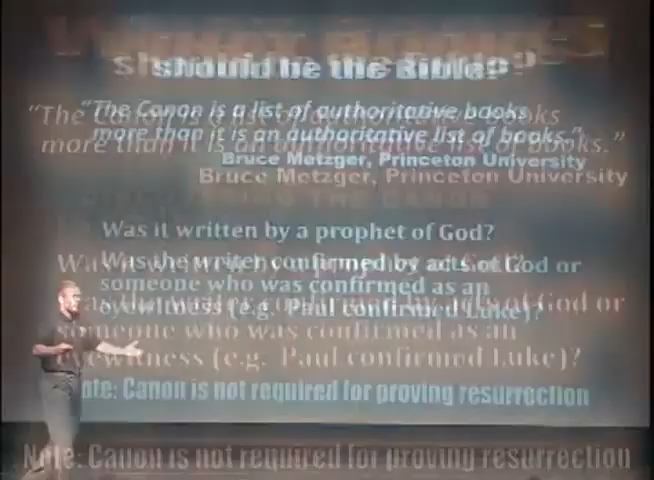 should be the Bible?
"The Canon is a list of authoritative books
more than it is an authoritative list of books."
Bruce Metzger, Princeton University
Was it written by a prophet of God?
Was the writer confirmed by acts of God or
someone who was confirmed as an
eyewitness (e.g. Paul confirmed Luke)?
Note: Canon is not required for proving resurrection